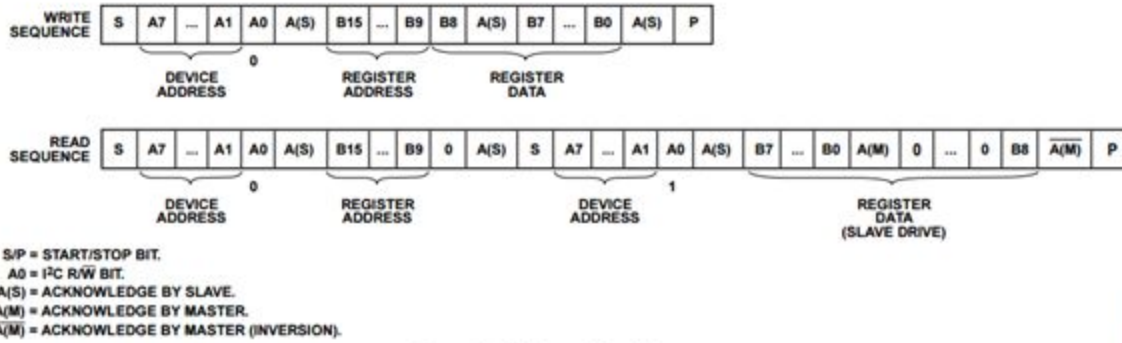 WRITE SEQUENCE S A7 ... A1 A0 A(S) B15 ... B9 B8 A(S) B7 ... B0 A(S) P
0
DEVICE ADDRESS REGISTER ADDRESS REGISTER DATA
READ SEQUENCE S A7 ... A1 A0 A(S) B15 ... B9 0 A(S) S A7 ... A1 A0 A(S) B7 ... B0 A(M) 0 ... 0 B8 A(M) P
0 1
DEVICE ADDRESS REGISTER ADDRESS DEVICE ADDRESS REGISTER DATA (SLAVE DRIVE)
S/P = START/STOP BIT.
A0 = I²C R/W̅ BIT.
A(S) = ACKNOWLEDGE BY SLAVE.
A(M) = ACKNOWLEDGE BY MASTER.
A(M) = ACKNOWLEDGE BY MASTER (INVERSION).